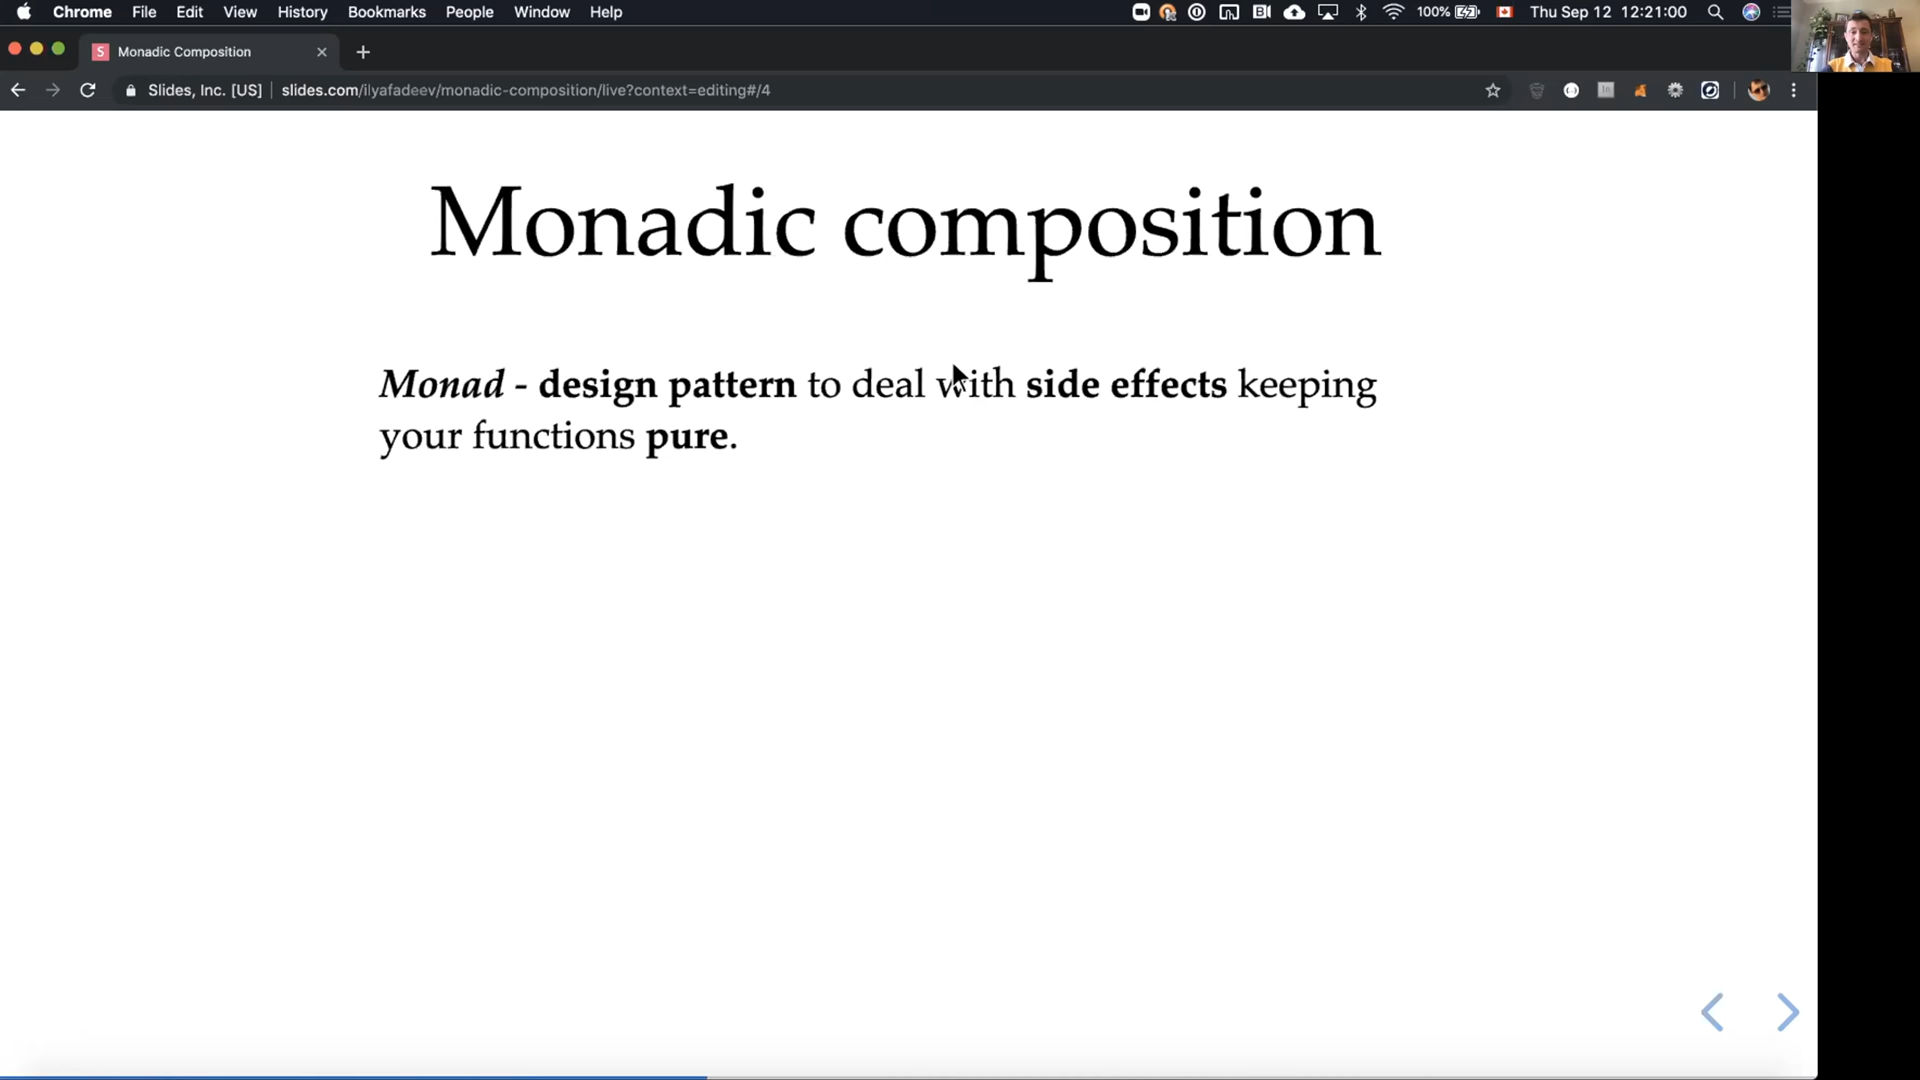 Chrome File Edit View History Bookmarks People Window Help 100% Thu Sep 12 12:21:00
S Monadic Composition
Slides, Inc. [US] slides.com/ilyafadeev/monadic-composition/live?context=editing#/4
Monadic composition
Monad - design pattern to deal with side effects keeping
your functions pure.